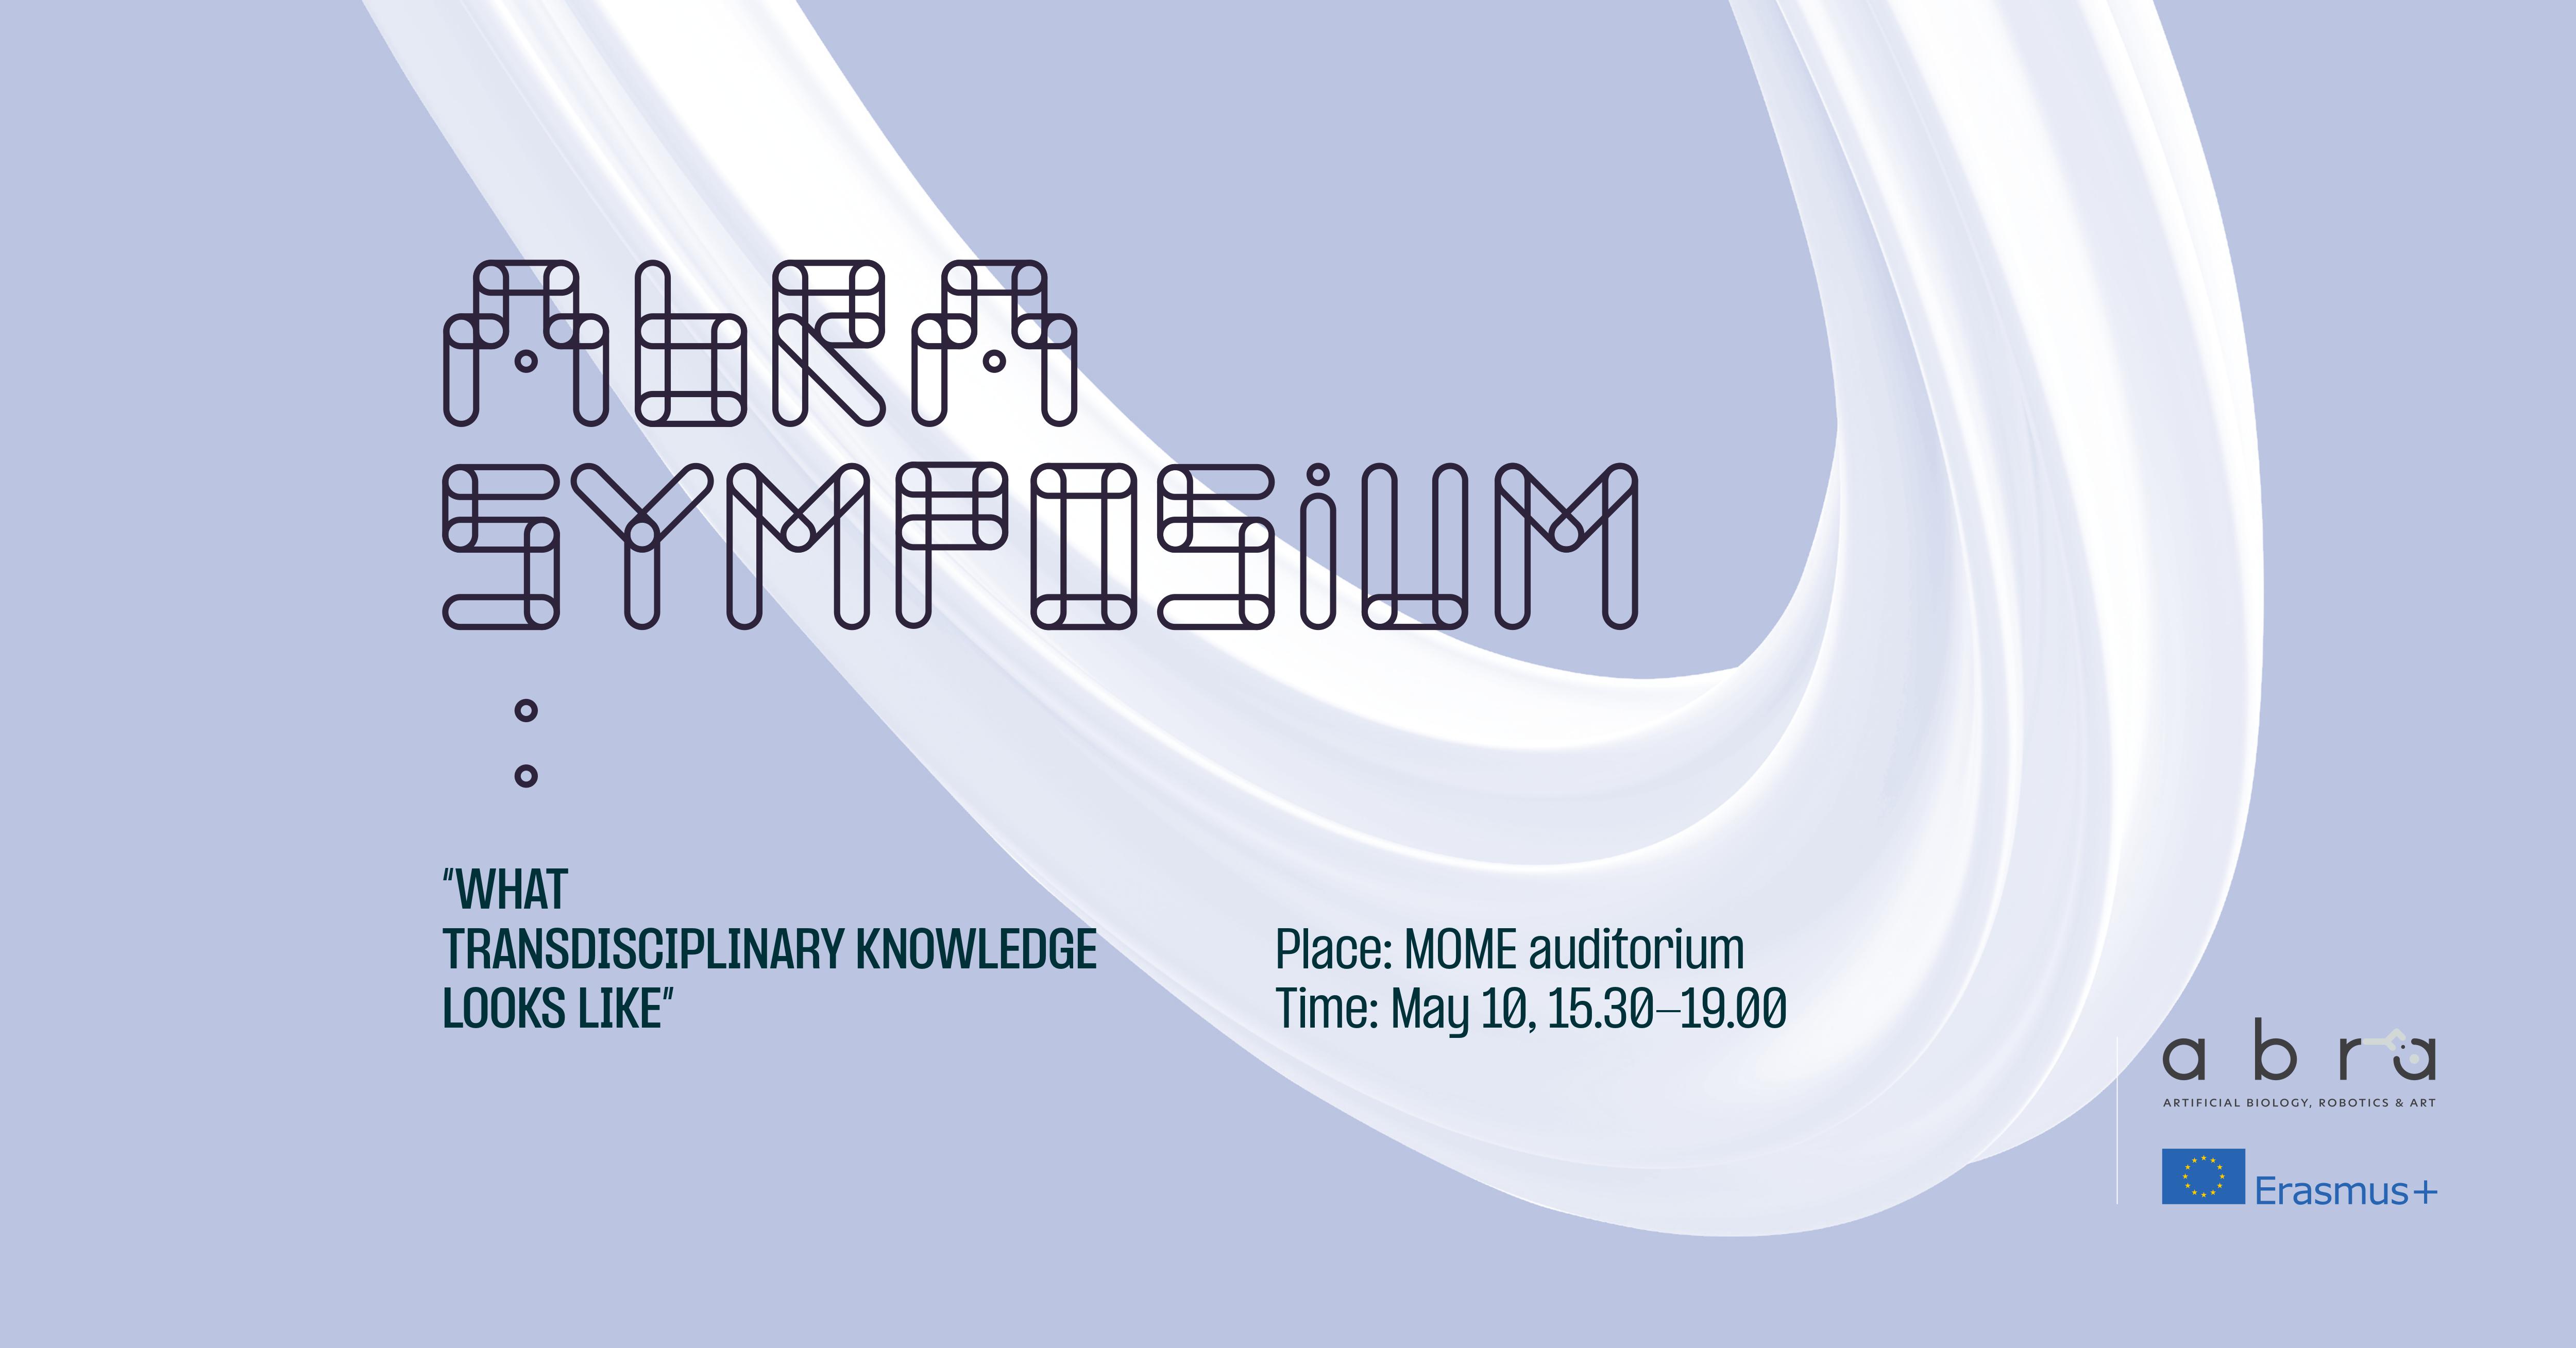 AbRA
SYMPOSiUM
:
"WHAT
TRANSDISCIPLINARY KNOWLEDGE
LOOKS LIKE"
Place: MOME auditorium
Time: May 10, 15.30–19.00
abra
ARTIFICIAL BIOLOGY, ROBOTICS & ART
Erasmus+